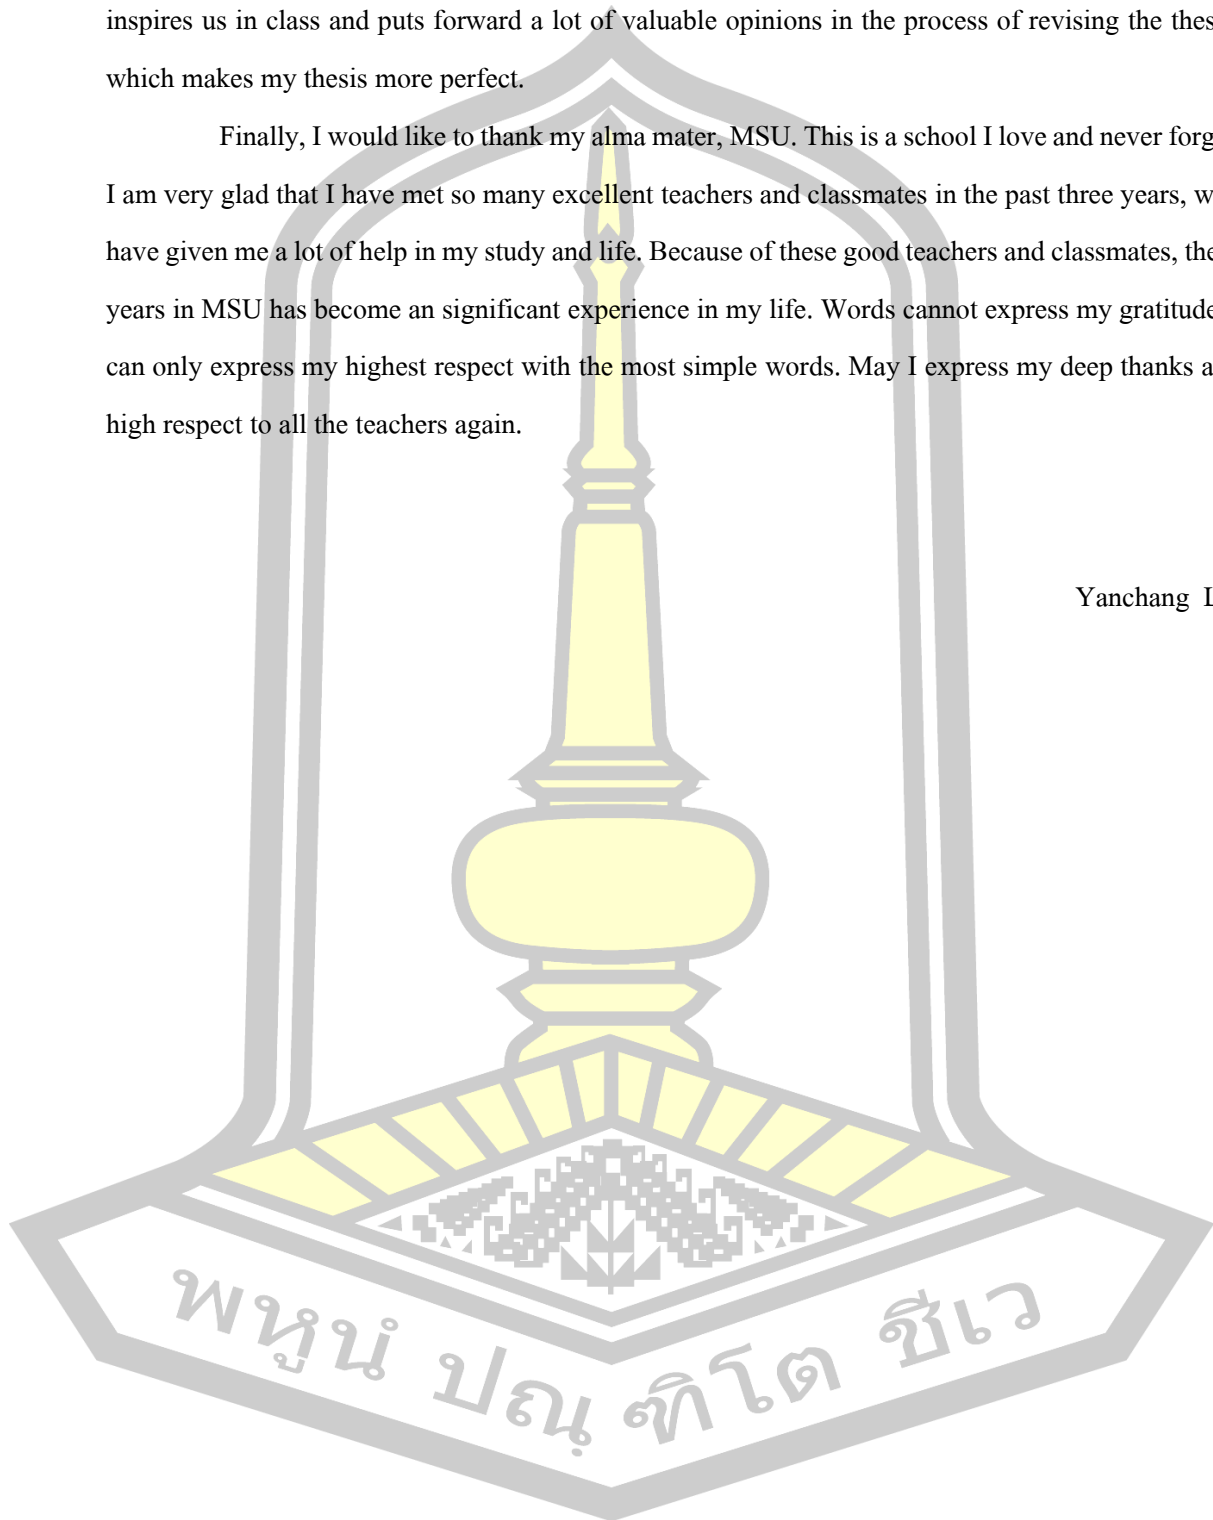 inspires us in class and puts forward a lot of valuable opinions in the process of revising the thes
which makes my thesis more perfect.
Finally, I would like to thank my alma mater, MSU. This is a school I love and never forg
I am very glad that I have met so many excellent teachers and classmates in the past three years, w
have given me a lot of help in my study and life. Because of these good teachers and classmates, the
years in MSU has become an significant experience in my life. Words cannot express my gratitude
can only express my highest respect with the most simple words. May I express my deep thanks a
high respect to all the teachers again.
Yanchang L
พหูนํ ปณฺฑิโต ชีเว